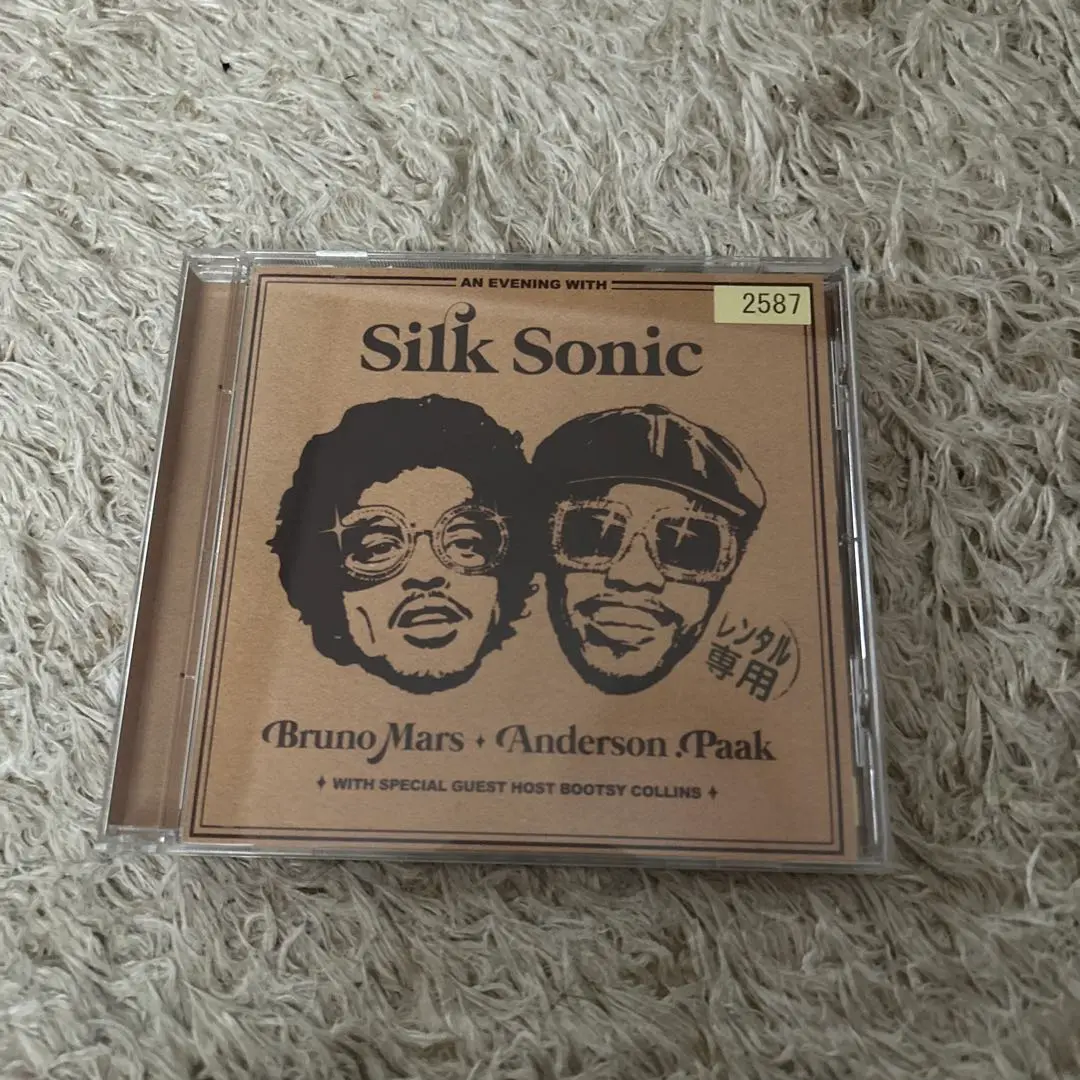 AN EVENING WITH
2587
Silk Sonic
レンタル
専用
Bruno Mars ✦ Anderson .Paak
✦ WITH SPECIAL GUEST HOST BOOTSY COLLINS ✦